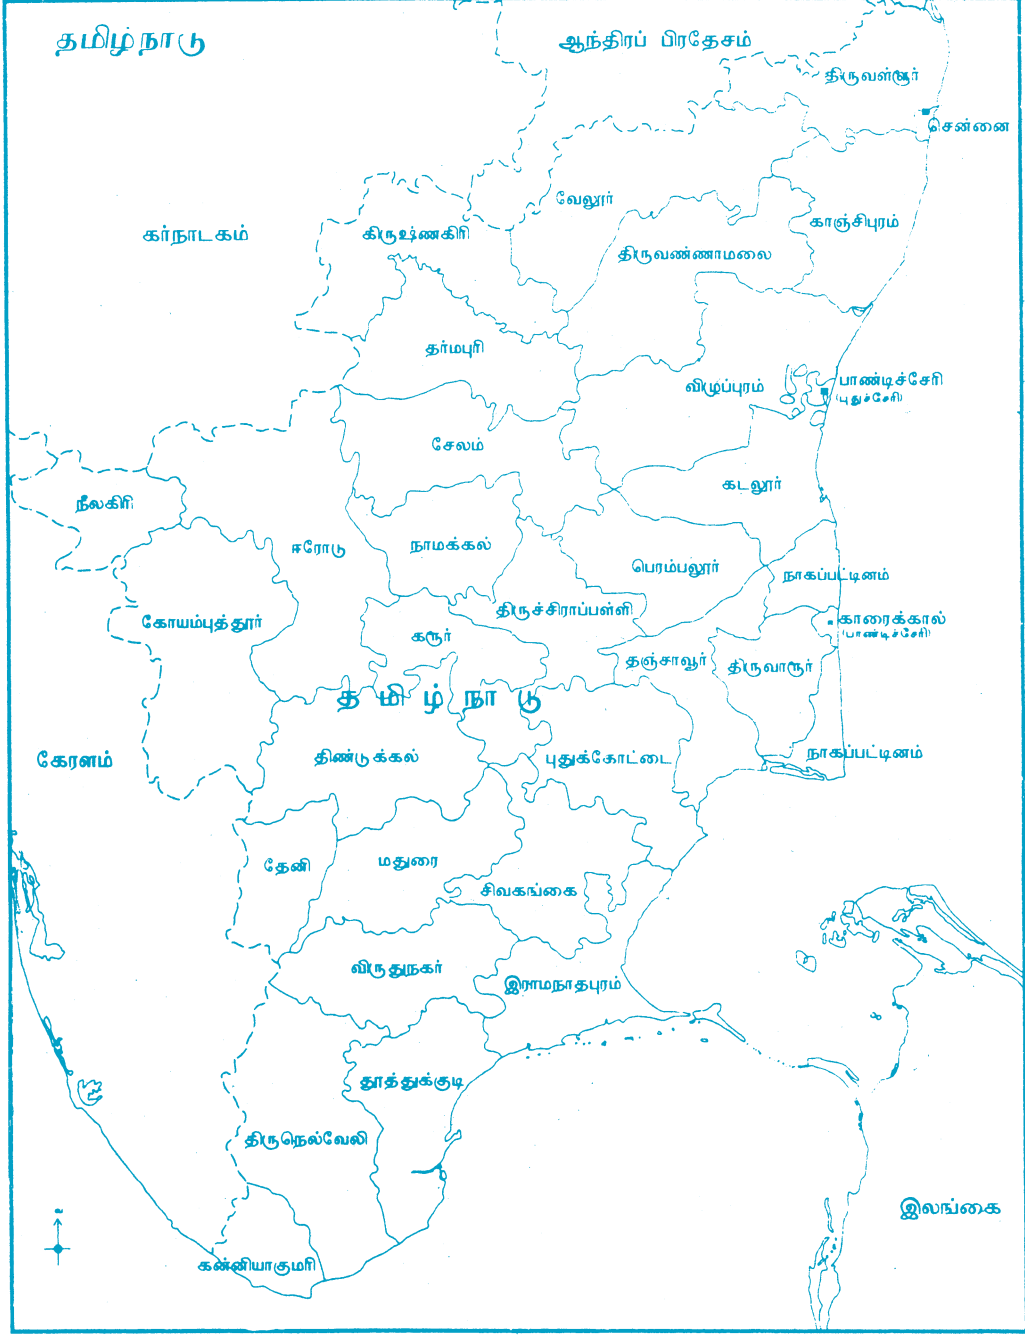 தமிழ்நாடு
ஆந்திரப் பிரதேசம்
திருவள்ளூர்
சென்னை
வேலூர்
காஞ்சிபுரம்
கர்நாடகம்
கிருஷ்ணகிரி
திருவண்ணாமலை
தர்மபுரி
விழுப்புரம்
பாண்டிச்சேரி
(புதுச்சேரி)
சேலம்
கடலூர்
நீலகிரி
ஈரோடு
நாமக்கல்
பெரம்பலூர்
நாகப்பட்டினம்
திருச்சிராப்பள்ளி
கோயம்புத்தூர்
காரைக்கால்
(பாண்டிச்சேரி)
கரூர்
தஞ்சாவூர்
திருவாரூர்
தமிழ்நாடு
கேரளம்
திண்டுக்கல்
புதுக்கோட்டை
நாகப்பட்டினம்
தேனி
மதுரை
சிவகங்கை
விருதுநகர்
இராமநாதபுரம்
தூத்துக்குடி
திருநெல்வேலி
இலங்கை
கன்னியாகுமரி